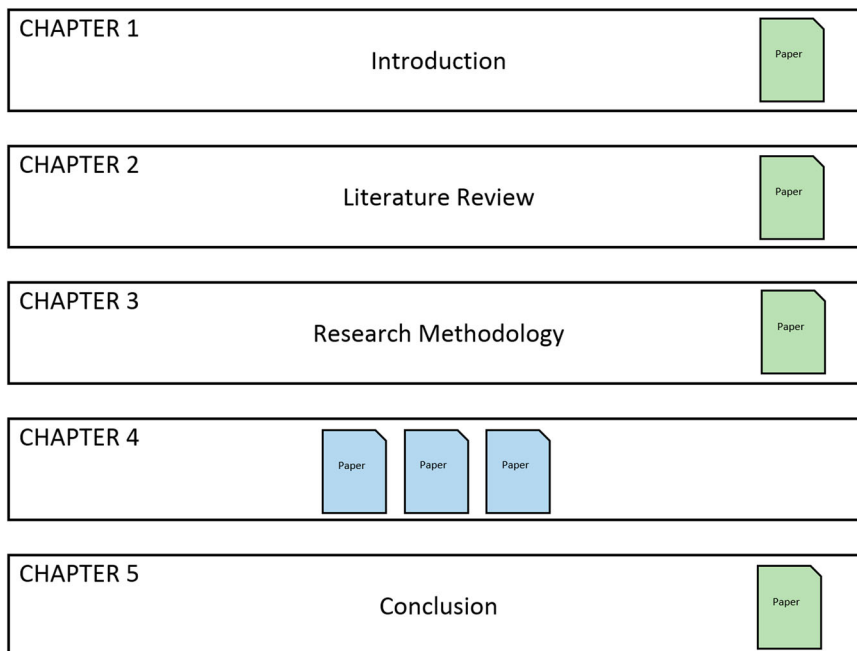 CHAPTER 1
Introduction
Paper
CHAPTER 2
Literature Review
Paper
CHAPTER 3
Research Methodology
Paper
CHAPTER 4
Paper
Paper
Paper
CHAPTER 5
Conclusion
Paper